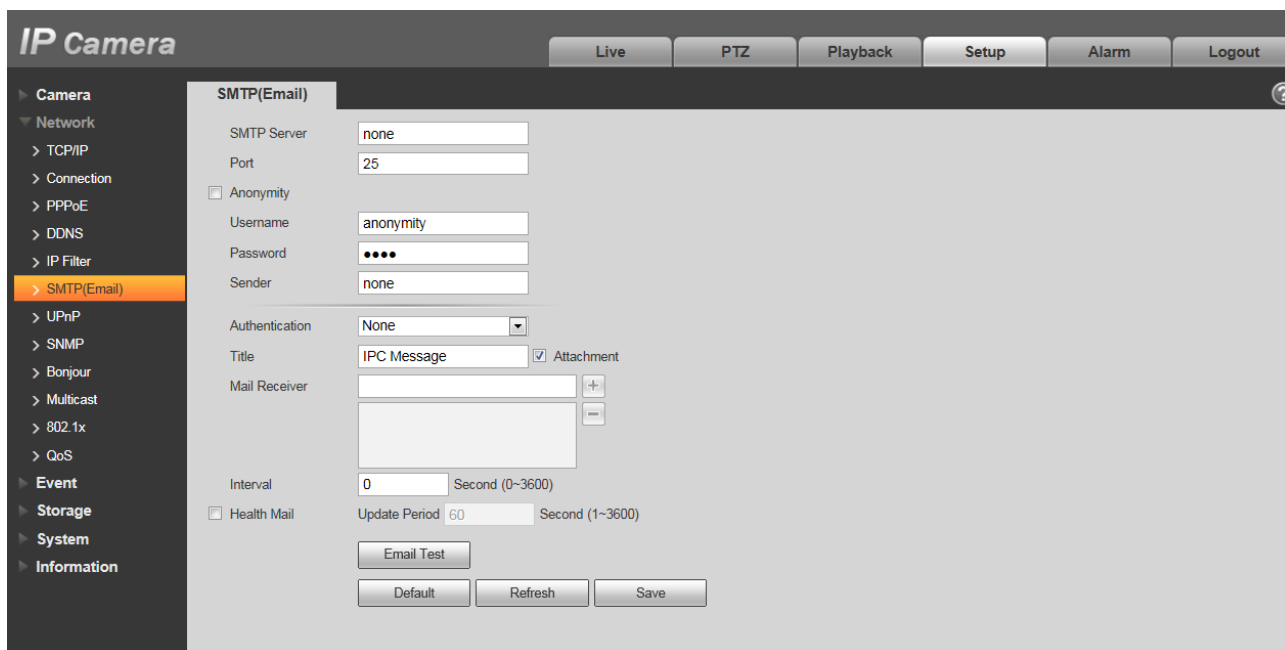 IP Camera
Live PTZ Playback Setup Alarm Logout
Camera
Network
TCP/IP
Connection
PPPoE
DDNS
IP Filter
SMTP(Email)
UPnP
SNMP
Bonjour
Multicast
802.1x
QoS
Event
Storage
System
Information
SMTP(Email)
SMTP Server none
Port 25
Anonymity
Username anonymity
Password ••••
Sender none
Authentication None
Title IPC Message Attachment
Mail Receiver
Interval 0 Second (0~3600)
Health Mail Update Period 60 Second (1~3600)
Email Test
Default Refresh Save